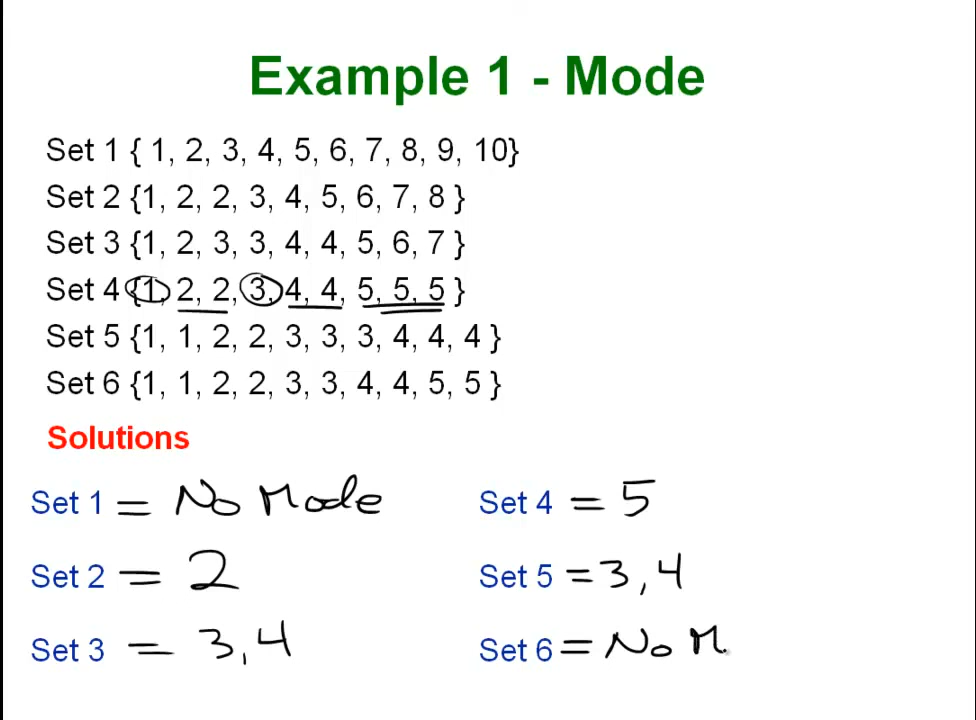 Example 1 - Mode
Set 1 { 1, 2, 3, 4, 5, 6, 7, 8, 9, 10}
Set 2 {1, 2, 2, 3, 4, 5, 6, 7, 8 }
Set 3 {1, 2, 3, 3, 4, 4, 5, 6, 7 }
Set 4 {1, 2, 2, 3, 4, 4, 5, 5, 5 }
Set 5 {1, 1, 2, 2, 3, 3, 3, 4, 4, 4 }
Set 6 {1, 1, 2, 2, 3, 3, 4, 4, 5, 5 }
Solutions
Set 1 = No Mode
Set 2 = 2
Set 3 = 3,4
Set 4 = 5
Set 5 = 3,4
Set 6 = No M